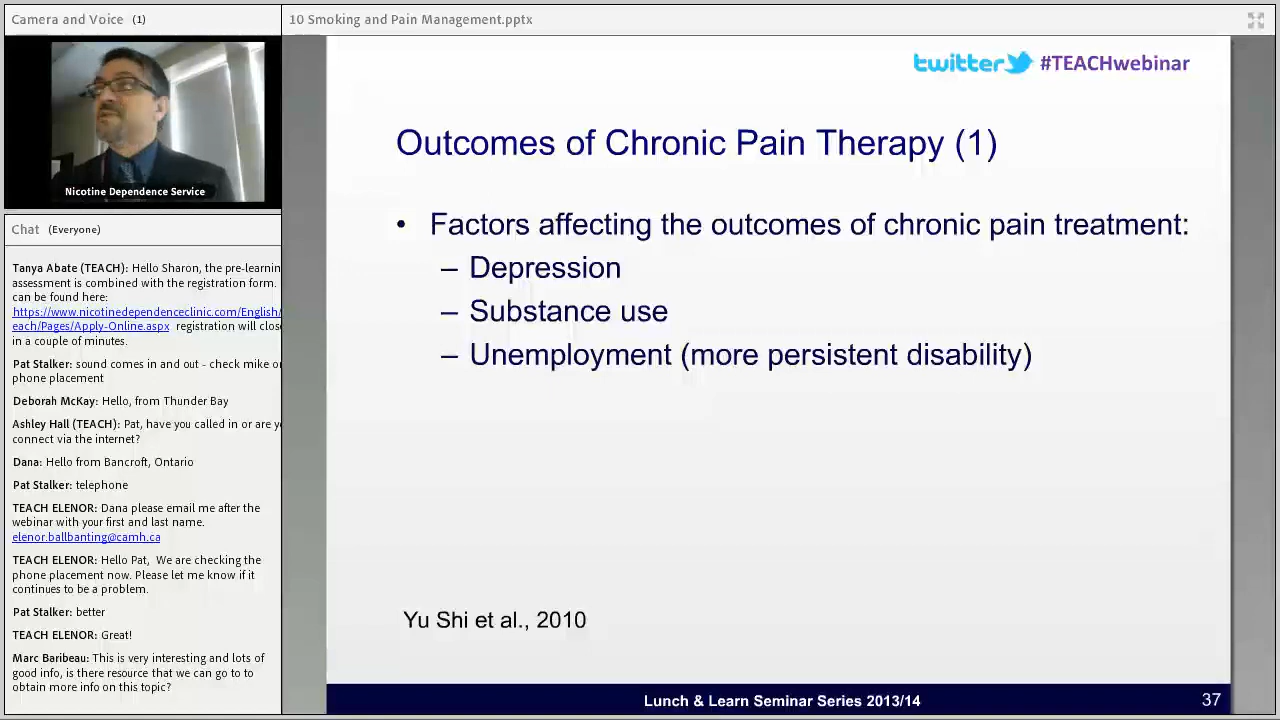 Camera and Voice (1)
10 Smoking and Pain Management.pptx
Nicotine Dependence Service
Chat (Everyone)
Tanya Abate (TEACH): Hello Sharon, the pre-learnin
assessment is combined with the registration form.
can be found here:
https://www.nicotinedependenceclinic.com/English/
each/Pages/Apply-Online.aspx registration will close
in a couple of minutes.
Pat Stalker: sound comes in and out - check mike or
phone placement
Deborah McKay: Hello, from Thunder Bay
Ashley Hall (TEACH): Pat, have you called in or are y
connect via the internet?
Dana: Hello from Bancroft, Ontario
Pat Stalker: telephone
TEACH ELENOR: Dana please email me after the
webinar with your first and last name.
elenor.ballbanting@camh.ca
TEACH ELENOR: Hello Pat, We are checking the
phone placement now. Please let me know if it
continues to be a problem.
Pat Stalker: better
TEACH ELENOR: Great!
Marc Baribeau: This is very interesting and lots of
good info, is there resource that we can go to to
obtain more info on this topic?
twitter #TEACHwebinar
Outcomes of Chronic Pain Therapy (1)
• Factors affecting the outcomes of chronic pain treatment:
– Depression
– Substance use
– Unemployment (more persistent disability)
Yu Shi et al., 2010
Lunch & Learn Seminar Series 2013/14
37